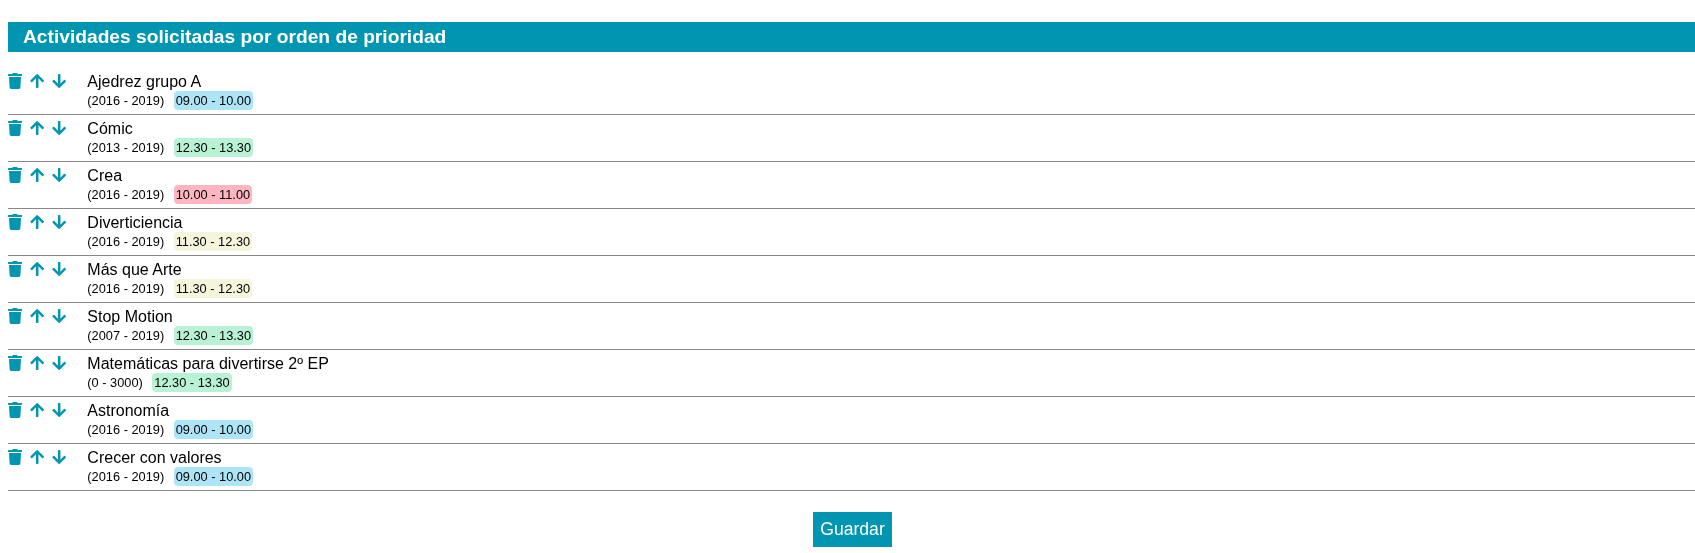 Actividades solicitadas por orden de prioridad
Ajedrez grupo A
(2016 - 2019) 09.00 - 10.00
Cómic
(2013 - 2019) 12.30 - 13.30
Crea
(2016 - 2019) 10.00 - 11.00
Diverticiencia
(2016 - 2019) 11.30 - 12.30
Más que Arte
(2016 - 2019) 11.30 - 12.30
Stop Motion
(2007 - 2019) 12.30 - 13.30
Matemáticas para divertirse 2º EP
(0 - 3000) 12.30 - 13.30
Astronomía
(2016 - 2019) 09.00 - 10.00
Crecer con valores
(2016 - 2019) 09.00 - 10.00
Guardar